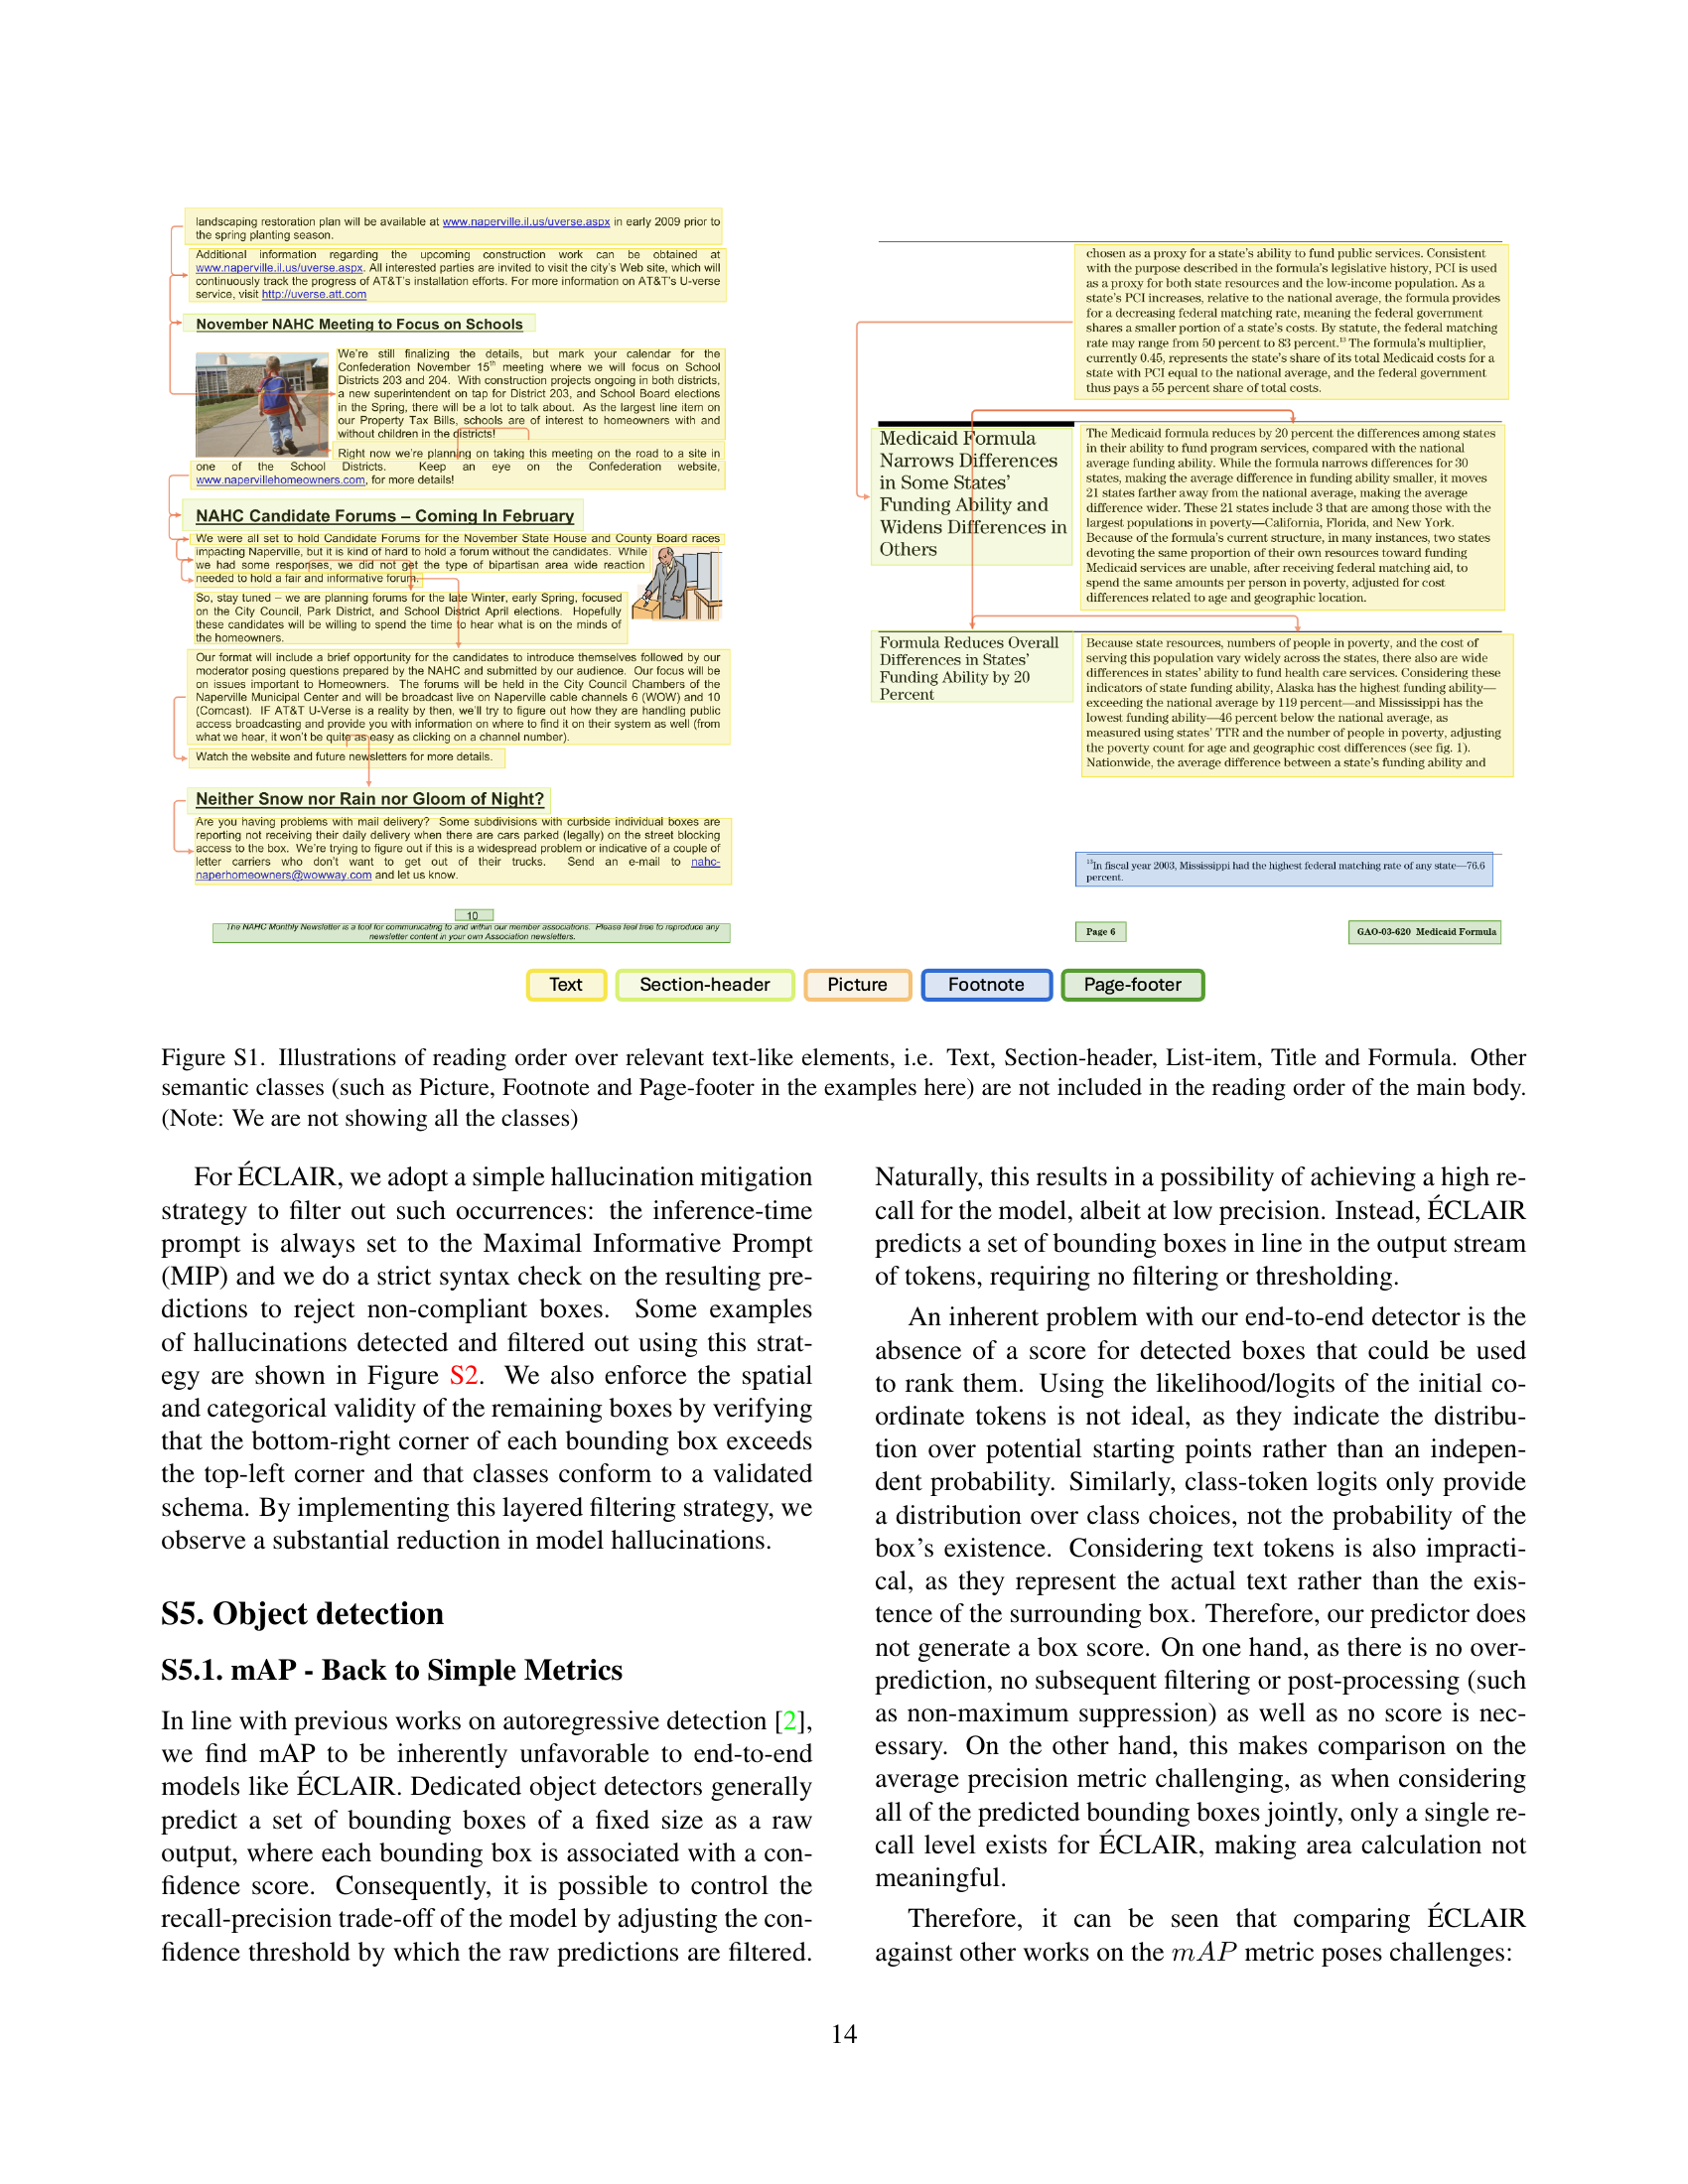 landscaping restoration plan will be available at www.naperville.il.us/uverse.aspx in early 2009 prior to
the spring planting season.
Additional information regarding the upcoming construction work can be obtained at
www.naperville.il.us/uverse.aspx. All interested parties are invited to visit the city's Web site, which will
continuously track the progress of AT&T's installation efforts. For more information on AT&T's U-verse
service, visit http://uverse.att.com
November NAHC Meeting to Focus on Schools
We're still finalizing the details, but mark your calendar for the
Confederation November 15th meeting where we will focus on School
Districts 203 and 204. With construction projects ongoing in both districts,
a new superintendent on tap for District 203, and School Board elections
in the Spring, there will be a lot to talk about. As the largest line item on
our Property Tax Bills, schools are of interest to homeowners with and
without children in the districts!
Right now we're planning on taking this meeting on the road to a site in
one of the School Districts. Keep an eye on the Confederation website,
www.napervillehomeowners.com, for more details!
NAHC Candidate Forums – Coming In February
We were all set to hold Candidate Forums for the November State House and County Board races
impacting Naperville, but it is kind of hard to hold a forum without the candidates. While
we had some responses, we did not get the type of bipartisan area wide reaction
needed to hold a fair and informative forum.
So, stay tuned – we are planning forums for the late Winter, early Spring, focused
on the City Council, Park District, and School District April elections. Hopefully
these candidates will be willing to spend the time to hear what is on the minds of
the homeowners.
Our format will include a brief opportunity for the candidates to introduce themselves followed by our
moderator posing questions prepared by the NAHC and submitted by our audience. Our focus will be
on issues important to Homeowners. The forums will be held in the City Council Chambers of the
Naperville Municipal Center and will be broadcast live on Naperville cable channels 6 (WOW) and 10
(Comcast). IF AT&T U-Verse is a reality by then, we'll try to figure out how they are handling public
access broadcasting and provide you with information on where to find it on their system as well (from
what we hear, it won't be quite as easy as clicking on a channel number).
Watch the website and future newsletters for more details.
Neither Snow nor Rain nor Gloom of Night?
Are you having problems with mail delivery? Some subdivisions with curbside individual boxes are
reporting not receiving their daily delivery when there are cars parked (legally) on the street blocking
access to the box. We're trying to figure out if this is a widespread problem or indicative of a couple of
letter carriers who don't want to get out of their trucks. Send an e-mail to nahc-
naperhomeowners@wowway.com and let us know.
10
The NAHC Monthly Newsletter is a tool for communicating to and within our member associations. Please feel free to reproduce any
newsletter content in your own Association newsletters.
chosen as a proxy for a state's ability to fund public services. Consistent
with the purpose described in the formula's legislative history, PCI is used
as a proxy for both state resources and the low-income population. As a
state's PCI increases, relative to the national average, the formula provides
for a decreasing federal matching rate, meaning the federal government
shares a smaller portion of a state's costs. By statute, the federal matching
rate may range from 50 percent to 83 percent.13 The formula's multiplier,
currently 0.45, represents the state's share of its total Medicaid costs for a
state with PCI equal to the national average, and the federal government
thus pays a 55 percent share of total costs.
Medicaid Formula
Narrows Differences
in Some States'
Funding Ability and
Widens Differences in
Others
The Medicaid formula reduces by 20 percent the differences among states
in their ability to fund program services, compared with the national
average funding ability. While the formula narrows differences for 30
states, making the average difference in funding ability smaller, it moves
21 states farther away from the national average, making the average
difference wider. These 21 states include 3 that are among those with the
largest populations in poverty—California, Florida, and New York.
Because of the formula's current structure, in many instances, two states
devoting the same proportion of their own resources toward funding
Medicaid services are unable, after receiving federal matching aid, to
spend the same amounts per person in poverty, adjusted for cost
differences related to age and geographic location.
Formula Reduces Overall
Differences in States'
Funding Ability by 20
Percent
Because state resources, numbers of people in poverty, and the cost of
serving this population vary widely across the states, there also are wide
differences in states' ability to fund health care services. Considering these
indicators of state funding ability, Alaska has the highest funding ability—
exceeding the national average by 119 percent—and Mississippi has the
lowest funding ability—46 percent below the national average, as
measured using states' TTR and the number of people in poverty, adjusting
the poverty count for age and geographic cost differences (see fig. 1).
Nationwide, the average difference between a state's funding ability and
13In fiscal year 2003, Mississippi had the highest federal matching rate of any state—76.6
percent.
Page 6
GAO-03-620 Medicaid Formula
Text
Section-header
Picture
Footnote
Page-footer
Figure S1. Illustrations of reading order over relevant text-like elements, i.e. Text, Section-header, List-item, Title and Formula. Other
semantic classes (such as Picture, Footnote and Page-footer in the examples here) are not included in the reading order of the main body.
(Note: We are not showing all the classes)
For ÉCLAIR, we adopt a simple hallucination mitigation
strategy to filter out such occurrences: the inference-time
prompt is always set to the Maximal Informative Prompt
(MIP) and we do a strict syntax check on the resulting pre-
dictions to reject non-compliant boxes. Some examples
of hallucinations detected and filtered out using this strat-
egy are shown in Figure S2. We also enforce the spatial
and categorical validity of the remaining boxes by verifying
that the bottom-right corner of each bounding box exceeds
the top-left corner and that classes conform to a validated
schema. By implementing this layered filtering strategy, we
observe a substantial reduction in model hallucinations.
S5. Object detection
S5.1. mAP - Back to Simple Metrics
In line with previous works on autoregressive detection [2],
we find mAP to be inherently unfavorable to end-to-end
models like ÉCLAIR. Dedicated object detectors generally
predict a set of bounding boxes of a fixed size as a raw
output, where each bounding box is associated with a con-
fidence score. Consequently, it is possible to control the
recall-precision trade-off of the model by adjusting the con-
fidence threshold by which the raw predictions are filtered.
Naturally, this results in a possibility of achieving a high re-
call for the model, albeit at low precision. Instead, ÉCLAIR
predicts a set of bounding boxes in line in the output stream
of tokens, requiring no filtering or thresholding.
An inherent problem with our end-to-end detector is the
absence of a score for detected boxes that could be used
to rank them. Using the likelihood/logits of the initial co-
ordinate tokens is not ideal, as they indicate the distribu-
tion over potential starting points rather than an indepen-
dent probability. Similarly, class-token logits only provide
a distribution over class choices, not the probability of the
box's existence. Considering text tokens is also impracti-
cal, as they represent the actual text rather than the exis-
tence of the surrounding box. Therefore, our predictor does
not generate a box score. On one hand, as there is no over-
prediction, no subsequent filtering or post-processing (such
as non-maximum suppression) as well as no score is nec-
essary. On the other hand, this makes comparison on the
average precision metric challenging, as when considering
all of the predicted bounding boxes jointly, only a single re-
call level exists for ÉCLAIR, making area calculation not
meaningful.
Therefore, it can be seen that comparing ÉCLAIR
against other works on the mAP metric poses challenges:
14